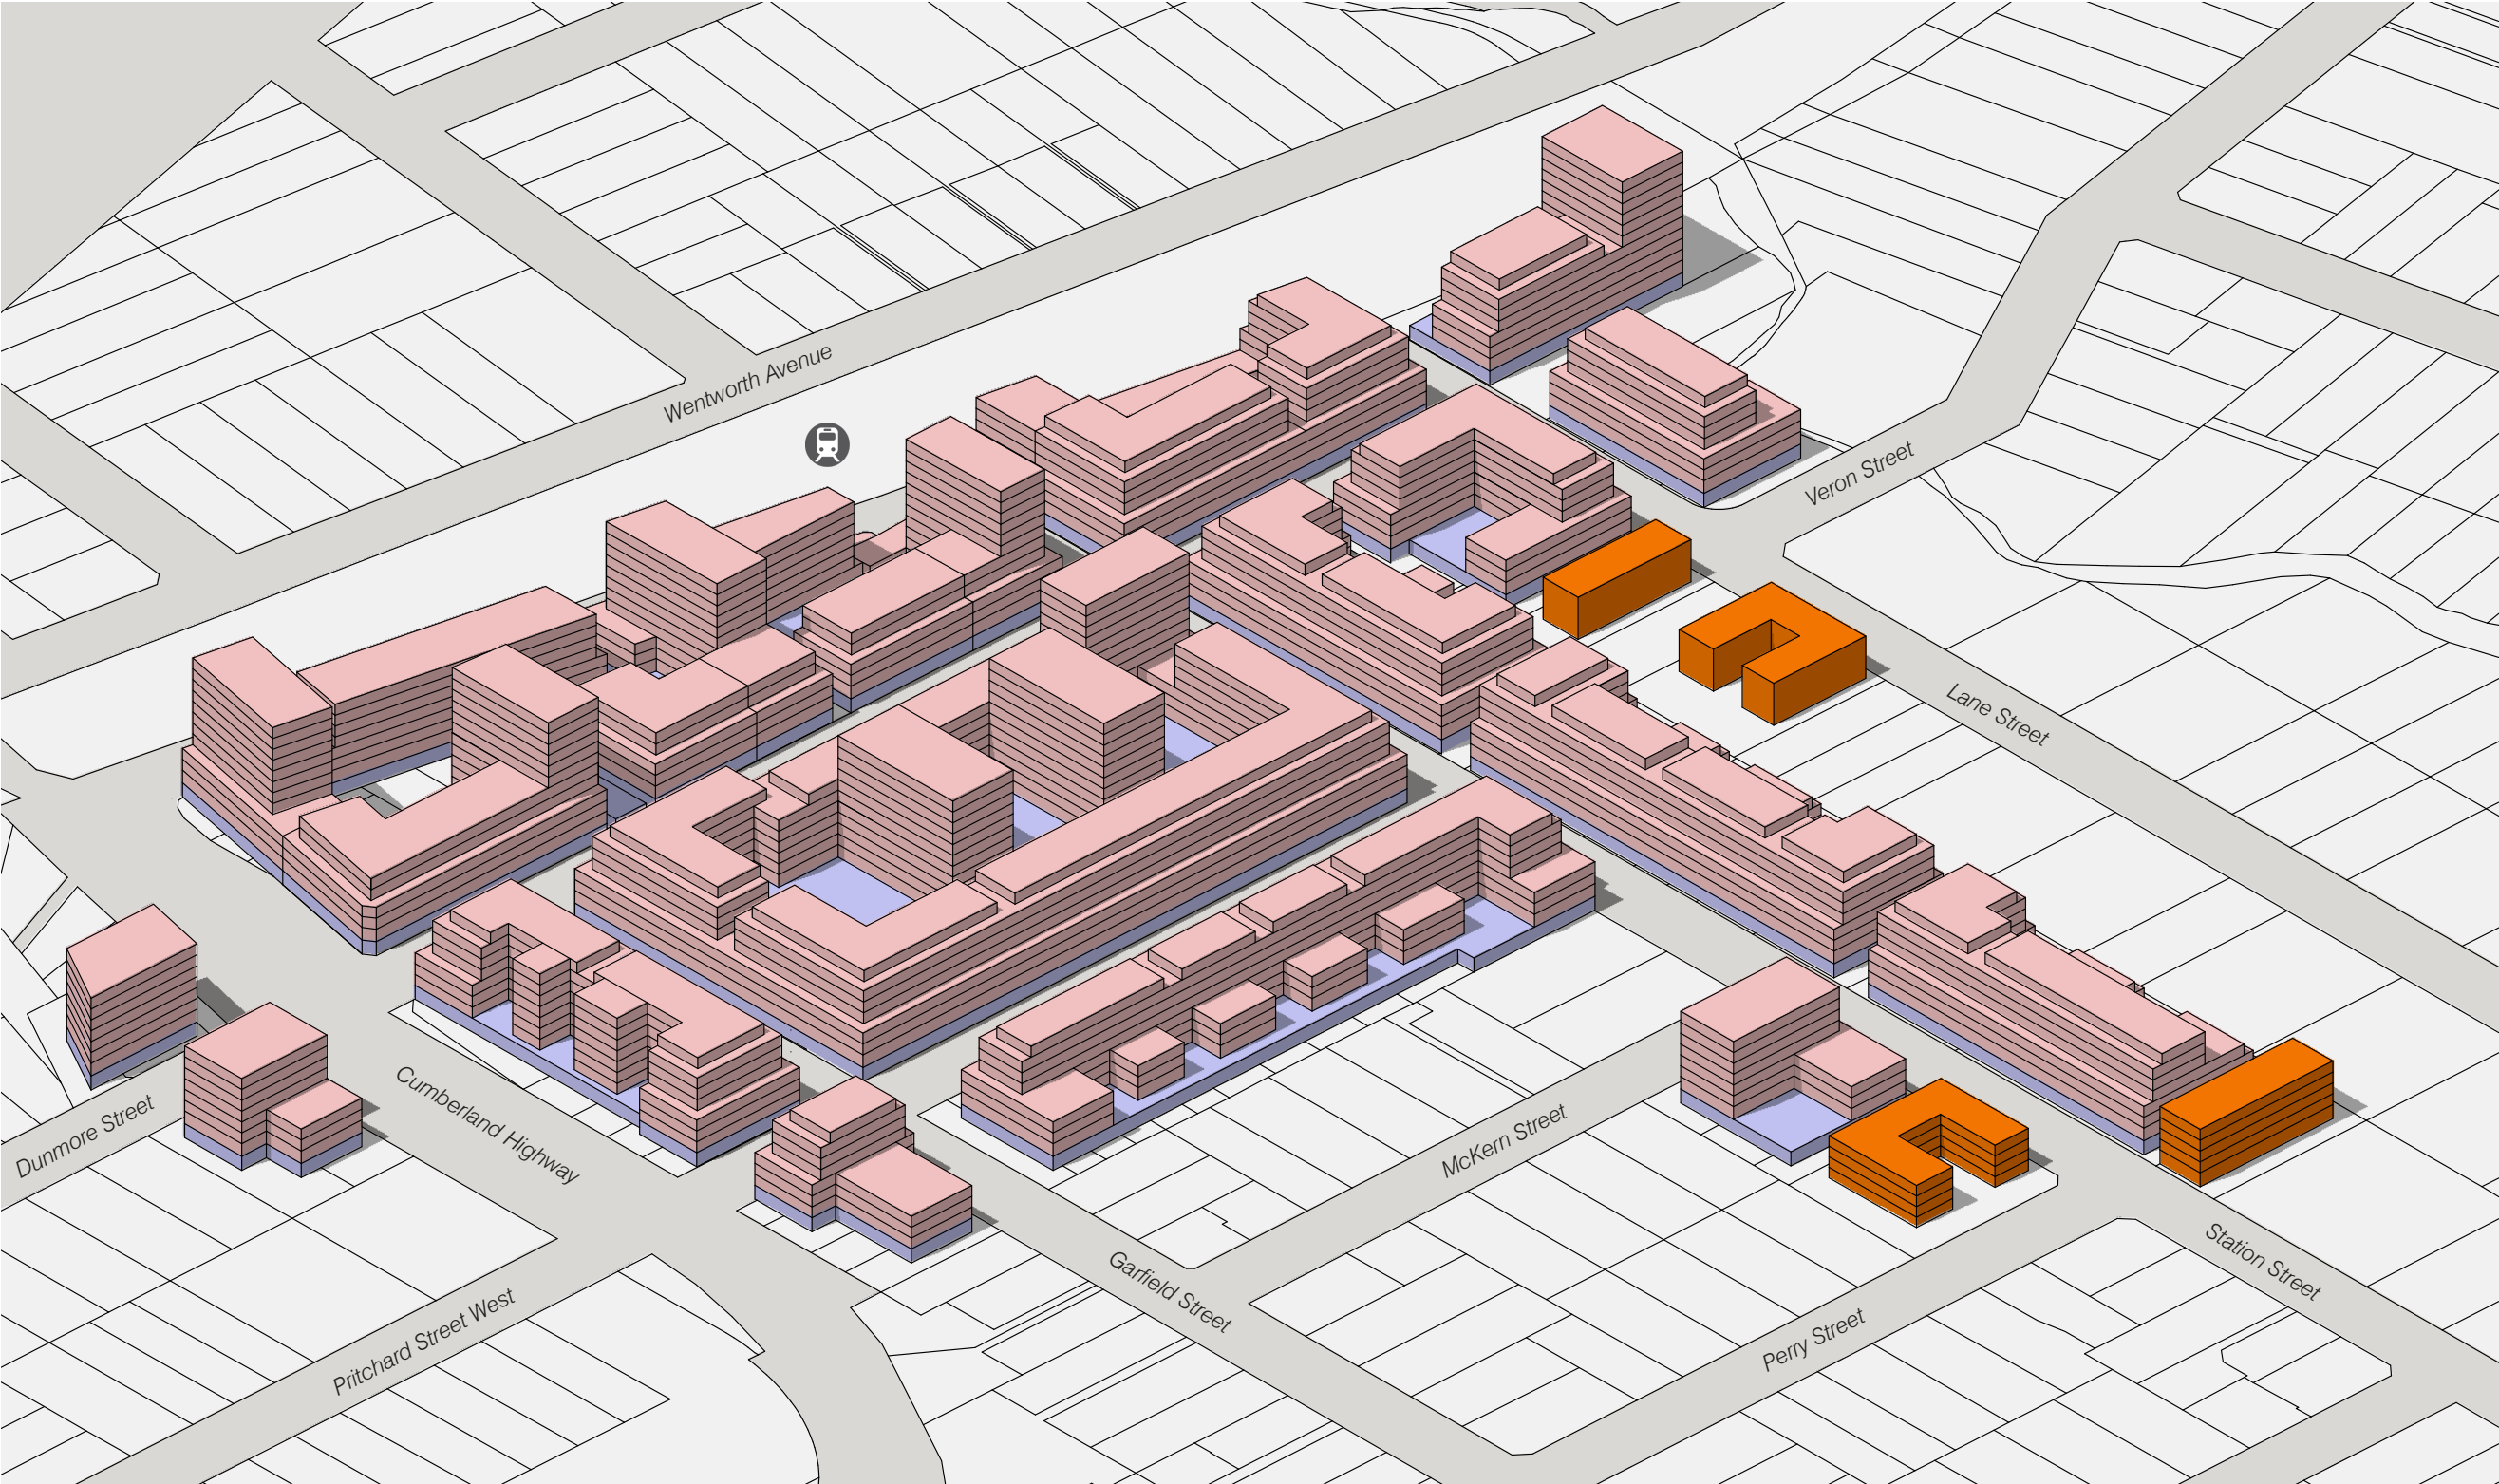 Wentworth Avenue
Veron Street
Lane Street
Dunmore Street
Cumberland Highway
McKern Street
Garfield Street
Station Street
Pritchard Street West
Perry Street